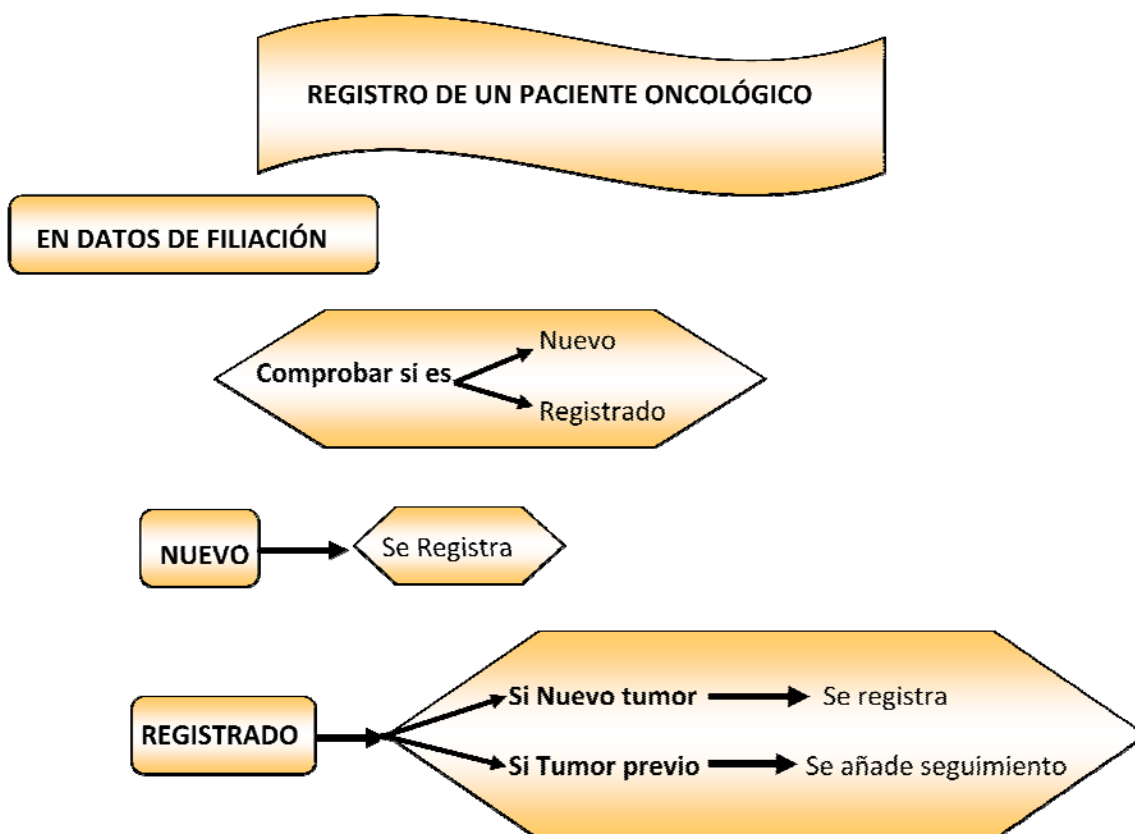 REGISTRO DE UN PACIENTE ONCOLÓGICO
EN DATOS DE FILIACIÓN
Nuevo
Comprobar si es
Registrado
NUEVO
Se Registra
Si Nuevo tumor
Se registra
REGISTRADO
Si Tumor previo
Se añade seguimiento